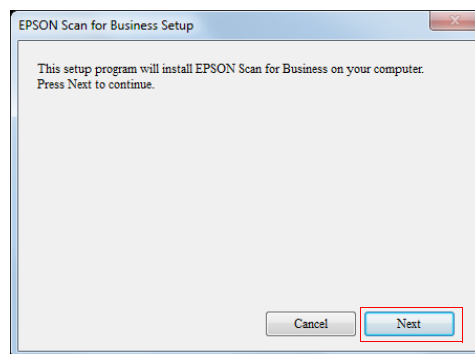 EPSON Scan for Business Setup
This setup program will install EPSON Scan for Business on your computer.
Press Next to continue.
Cancel
Next